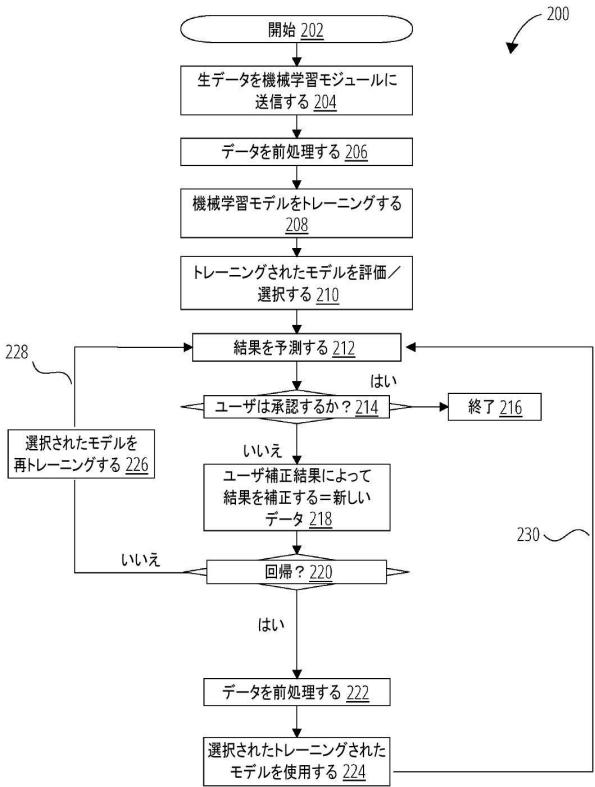 200
開始 202
生データを機械学習モジュールに
送信する 204
データを前処理する 206
機械学習モデルをトレーニングする
208
トレーニングされたモデルを評価／
選択する 210
228
結果を予測する 212
はい
ユーザは承認するか？ 214
終了 216
いいえ
選択されたモデルを
再トレーニングする 226
ユーザ補正結果によって
結果を補正する＝新しい
データ 218
230
いいえ
回帰？ 220
はい
データを前処理する 222
選択されたトレーニングされた
モデルを使用する 224